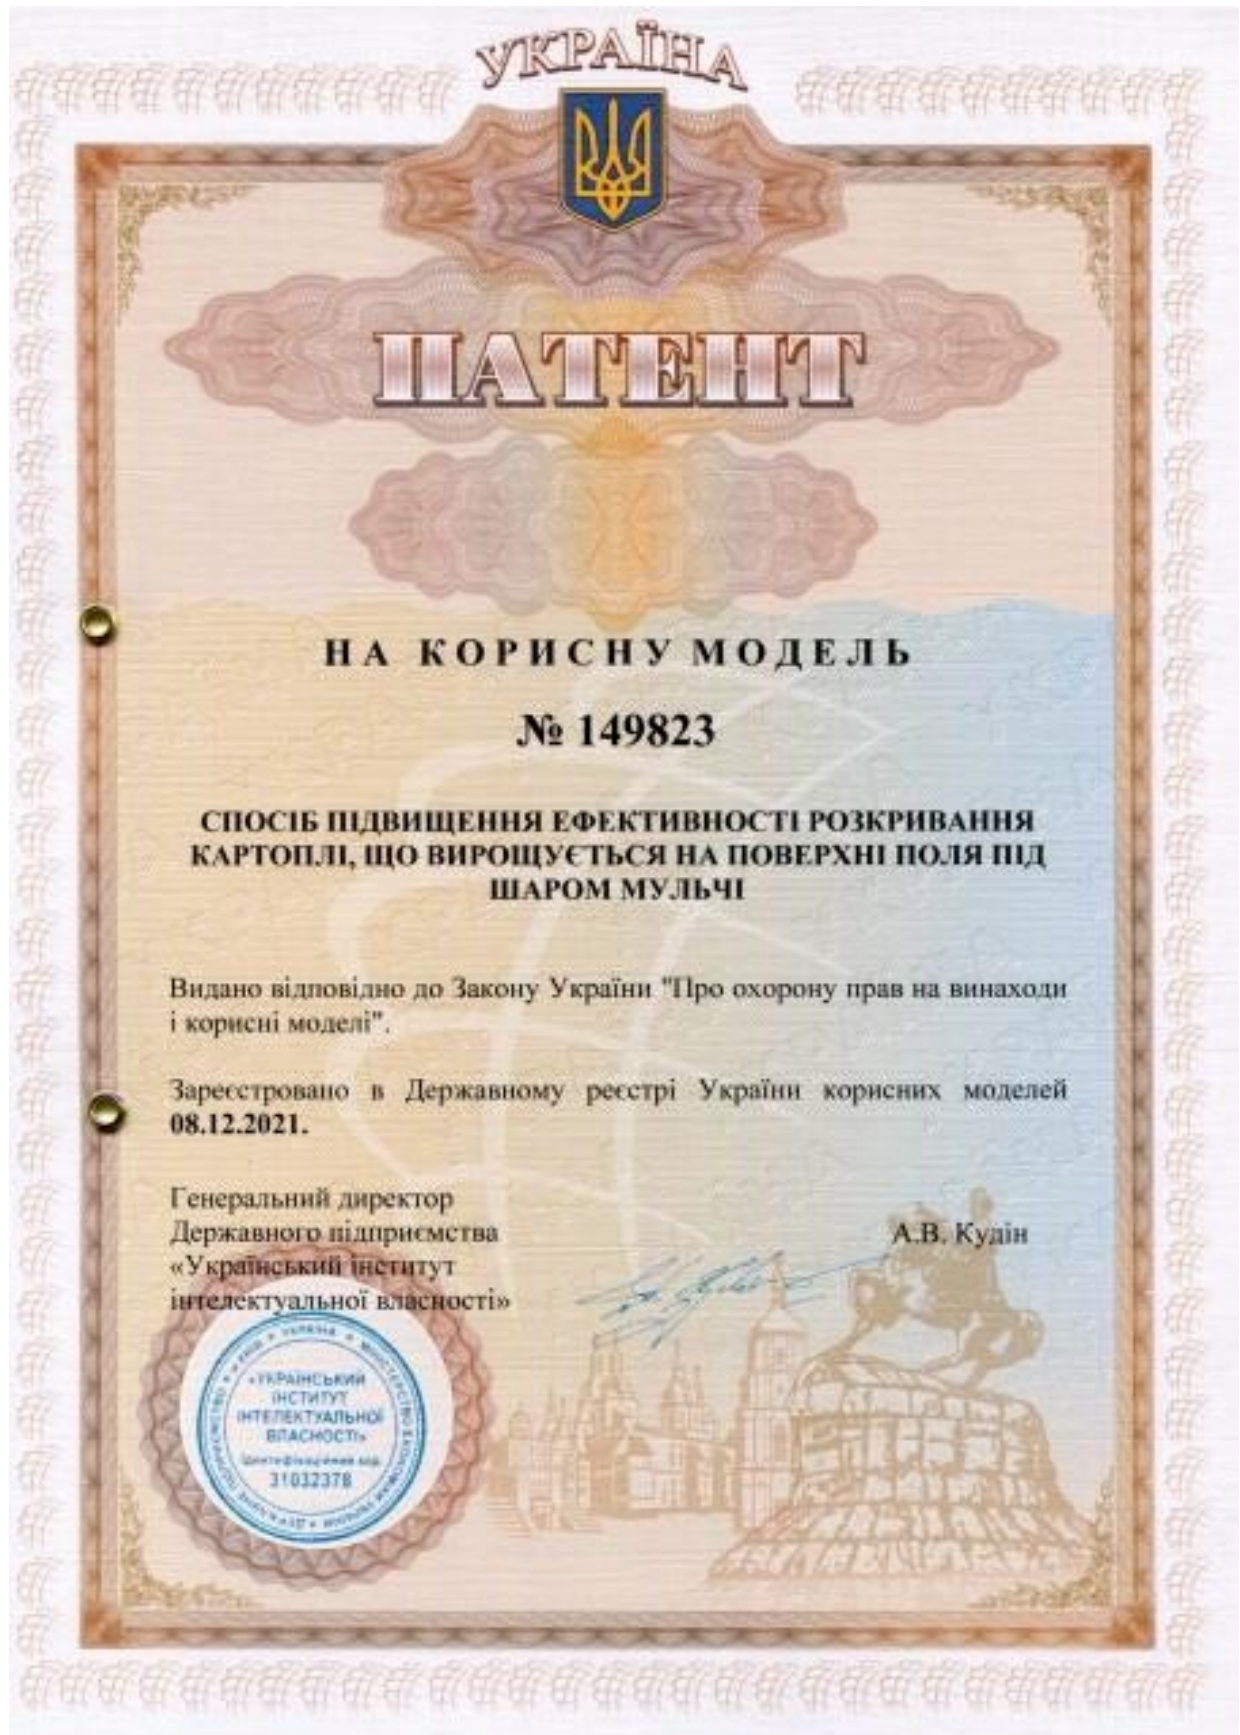 УКРАЇНА
ПАТЕНТ
НА КОРИСНУ МОДЕЛЬ
№ 149823
СПОСІБ ПІДВИЩЕННЯ ЕФЕКТИВНОСТІ РОЗКРИВАННЯ
КАРТОПЛІ, ЩО ВИРОЩУЄТЬСЯ НА ПОВЕРХНІ ПОЛЯ ПІД
ШАРОМ МУЛЬЧІ
Видано відповідно до Закону України "Про охорону прав на винаходи
і корисні моделі".
Зареєстровано в Державному реєстрі України корисних моделей
08.12.2021.
Генеральний директор
Державного підприємства
«Український інститут
інтелектуальної власності»
А.В. Кудін
«УКРАЇНСЬКИЙ
ІНСТИТУТ
ІНТЕЛЕКТУАЛЬНОЇ
ВЛАСНОСТІ»
Ідентифікаційний код
31032378